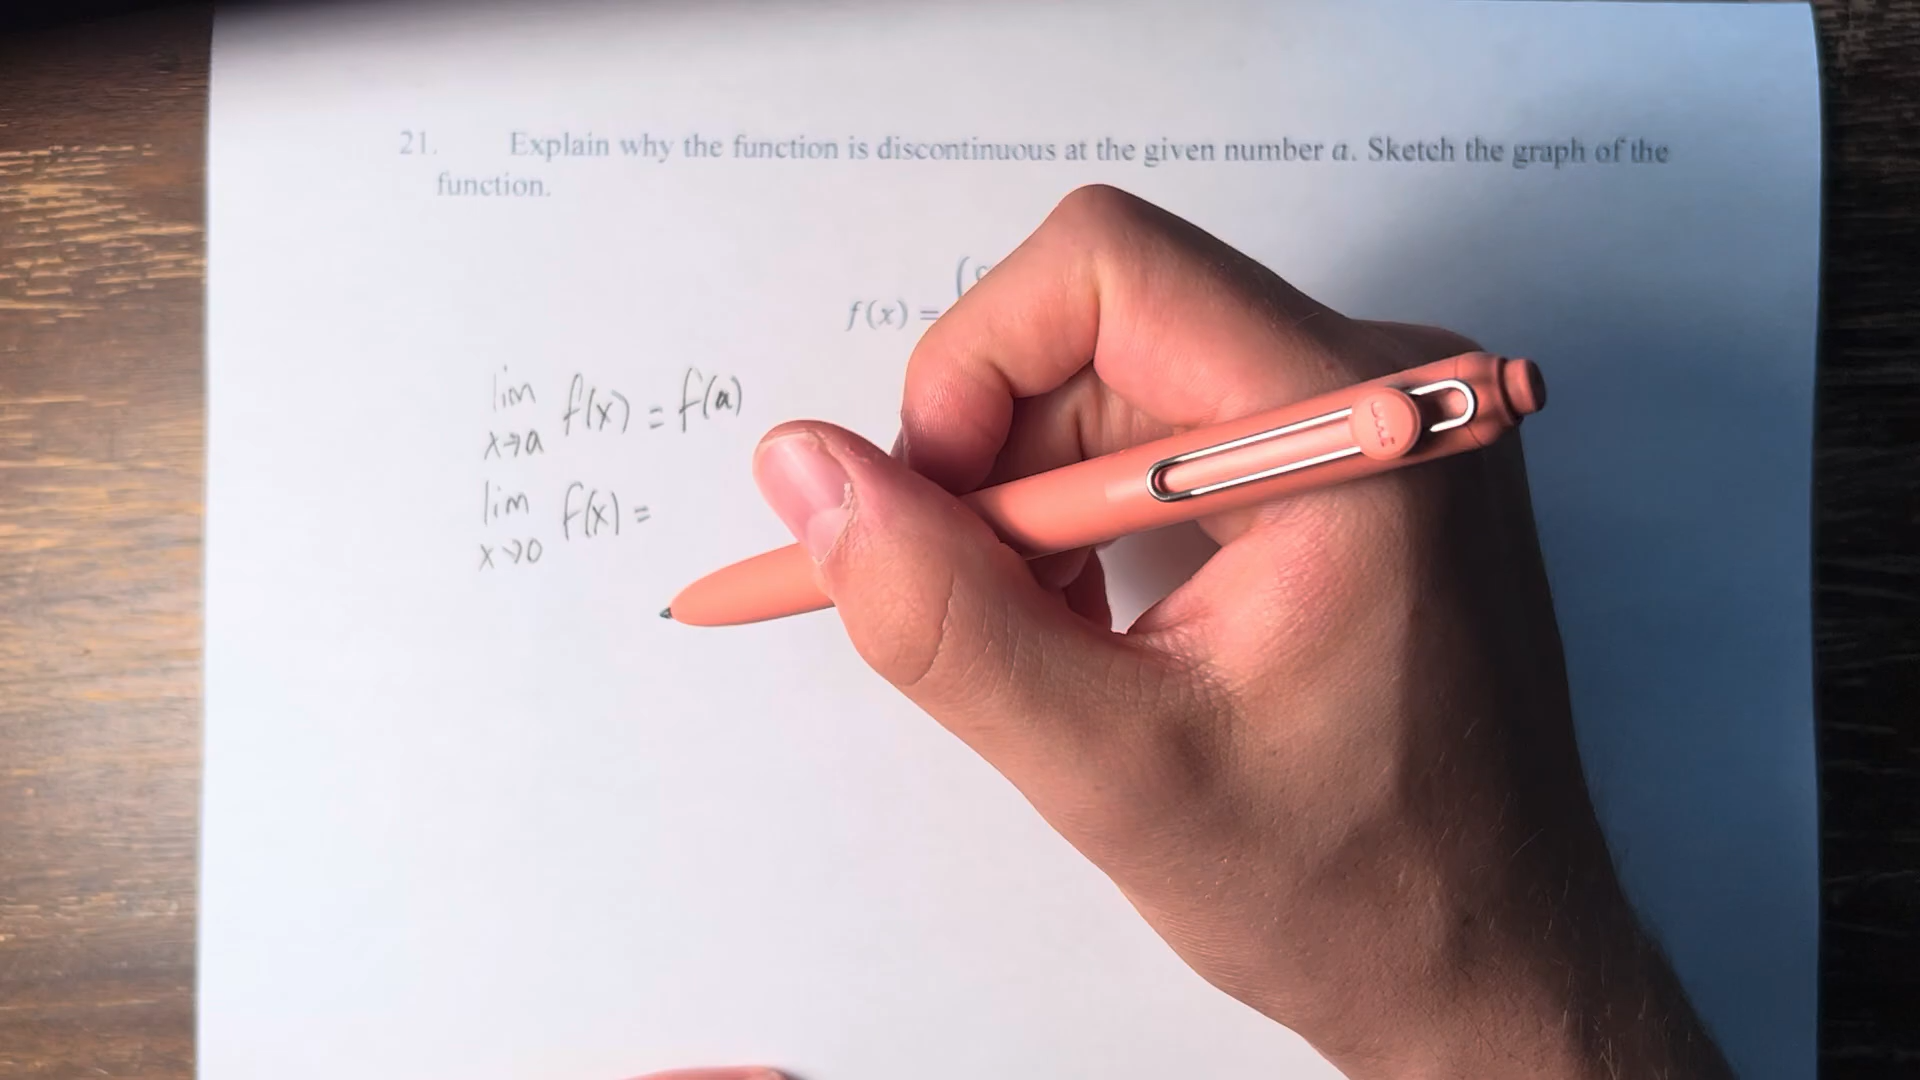 21. Explain why the function is discontinuous at the given number a. Sketch the graph of the
function.
f(x) =
lim f(x) = f(a)
x→a
lim f(x) =
x→0
uni